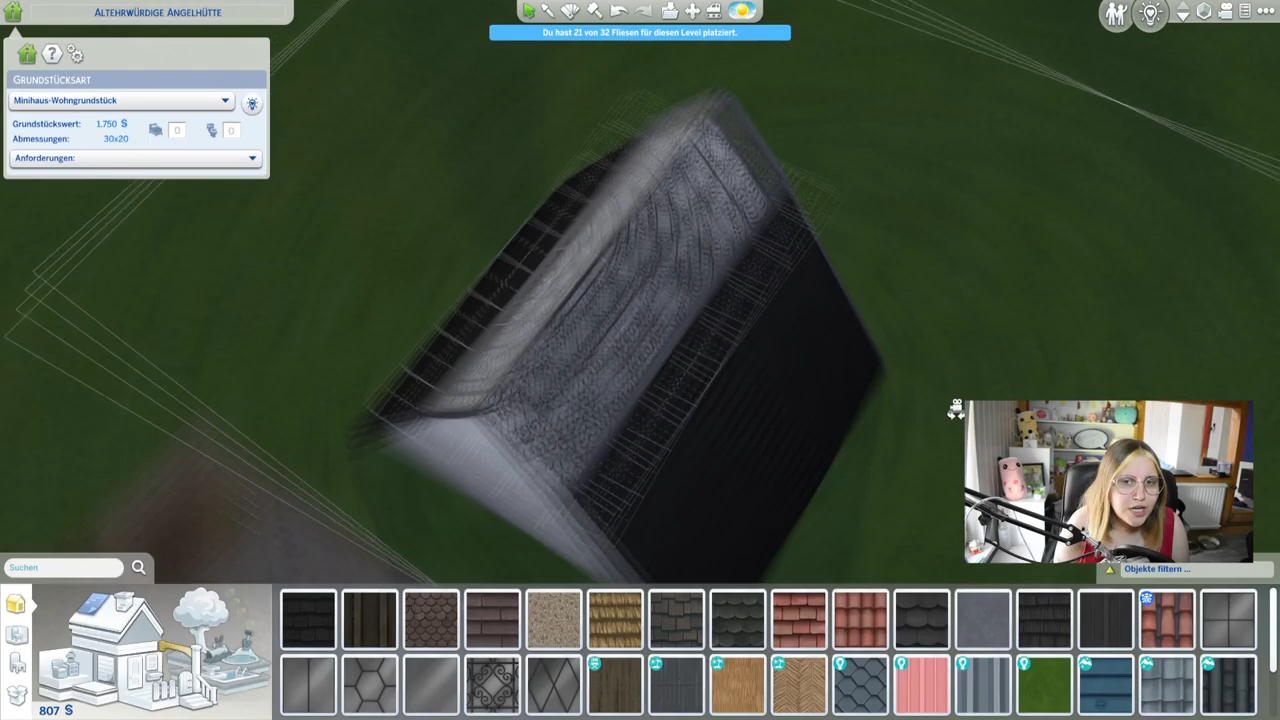 ALTEHRWÜRDIGE ANGELHÜTTE
Du hast 21 von 32 Fliesen für diesen Level platziert.
GRUNDSTÜCKSART
Minihaus-Wohngrundstück
Grundstückswert: 1.750 $
0
0
Abmessungen: 30x20
Anforderungen:
Suchen
Objekte filtern ...
807 $